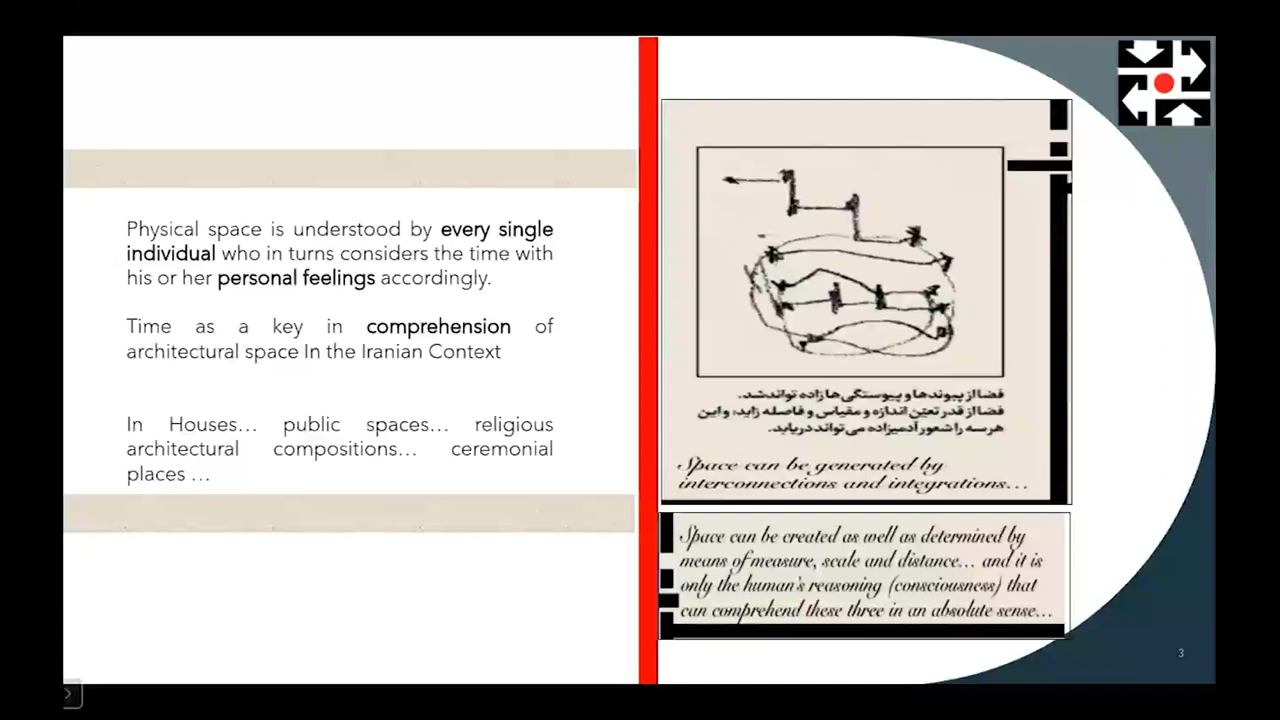 Physical space is understood by every single
individual who in turns considers the time with
his or her personal feelings accordingly.
Time as a key in comprehension of
architectural space In the Iranian Context
In Houses... public spaces... religious
architectural compositions... ceremonial
places ...
فضا از پیوندها و پیوستگی‌ها زاده تواند شد.
فضا از قدر تعیّن اندازه و مقیاس و فاصله زاید؛ و این
هر سه را شعور آدمیزاده می‌تواند دریابد.
Space can be generated by
interconnections and integrations...
Space can be created as well as determined by
means of measure, scale and distance... and it is
only the human's reasoning (consciousness) that
can comprehend these three in an absolute sense...
3